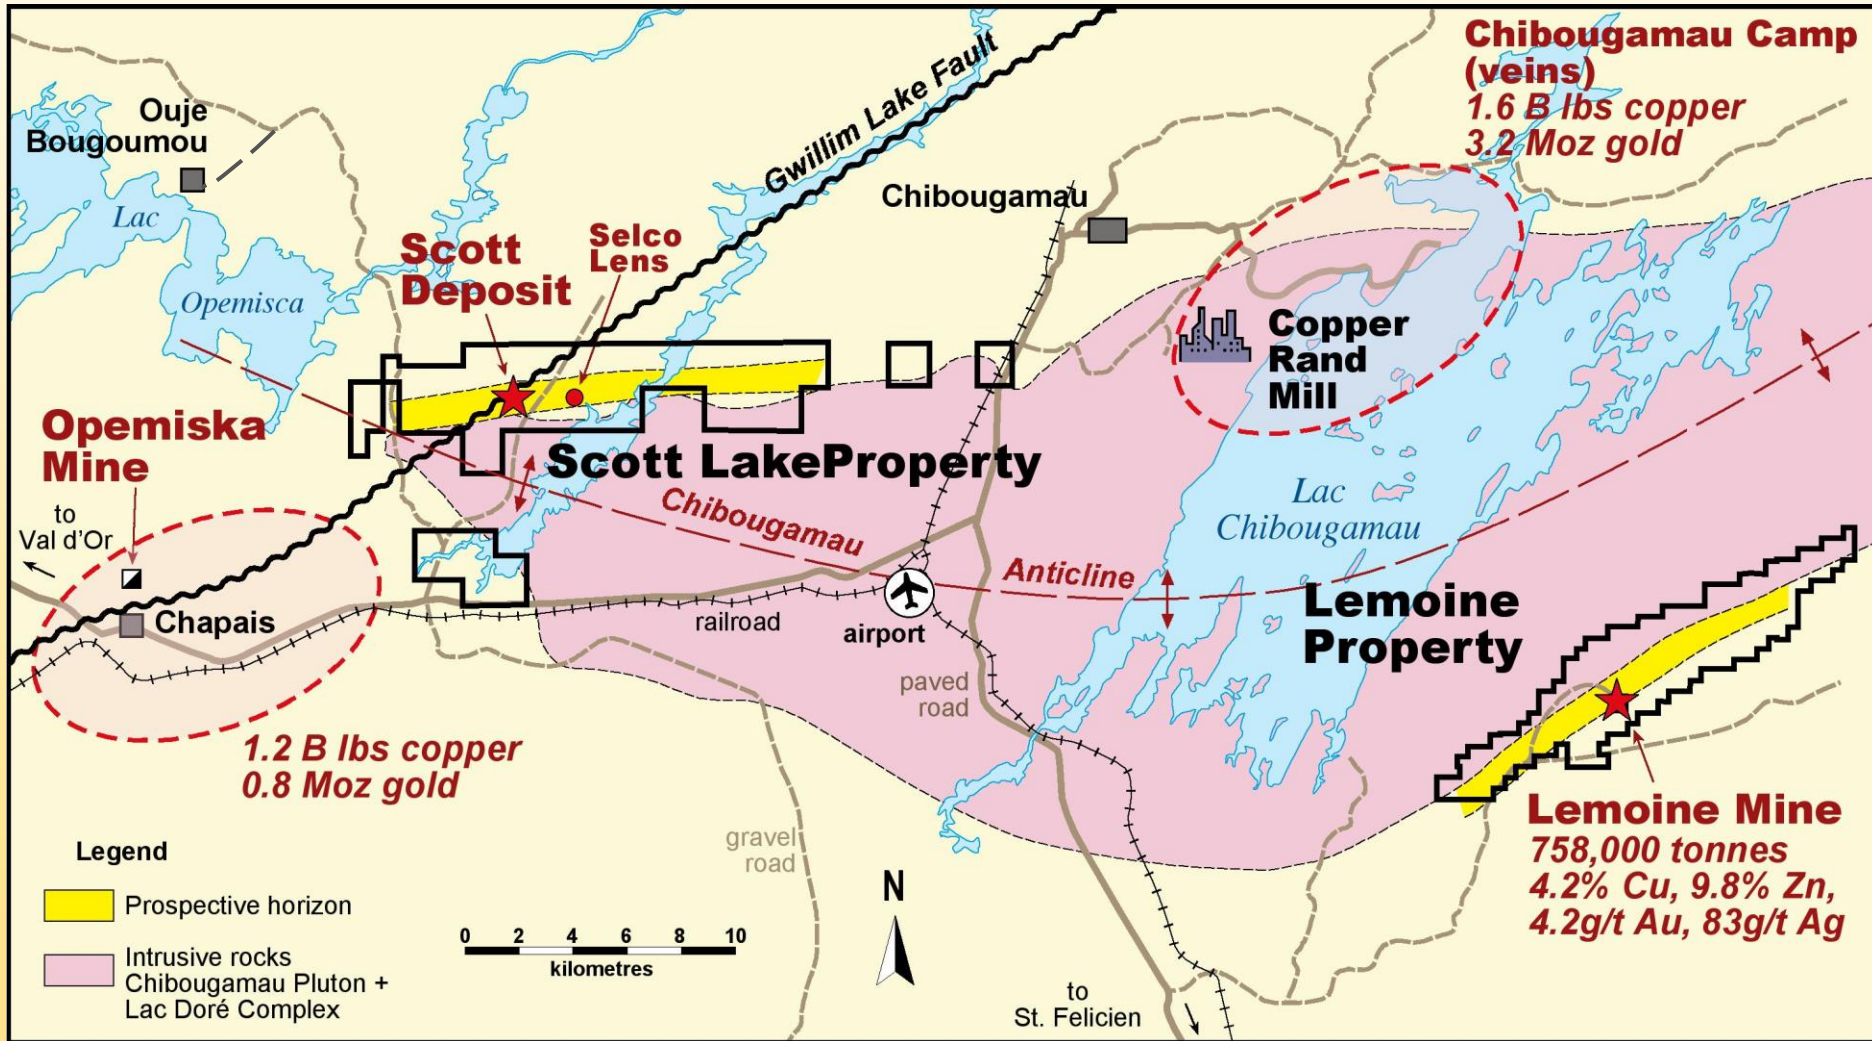 Chibougamau Camp
(veins)
1.6 B lbs copper
3.2 Moz gold
Ouje
Bougoumou
Lac
Opemisca
Gwillim Lake Fault
Chibougamau
Scott
Deposit
Selco
Lens
Copper
Rand
Mill
Opemiska
Mine
Scott LakeProperty
to
Val d'Or
Chibougamau
Anticline
Lac
Chibougamau
Chapais
railroad
airport
Lemoine
Property
paved
road
1.2 B lbs copper
0.8 Moz gold
gravel
road
Lemoine Mine
758,000 tonnes
4.2% Cu, 9.8% Zn,
4.2g/t Au, 83g/t Ag
Legend
Prospective horizon
Intrusive rocks
Chibougamau Pluton +
Lac Doré Complex
0 2 4 6 8 10
kilometres
N
to
St. Felicien